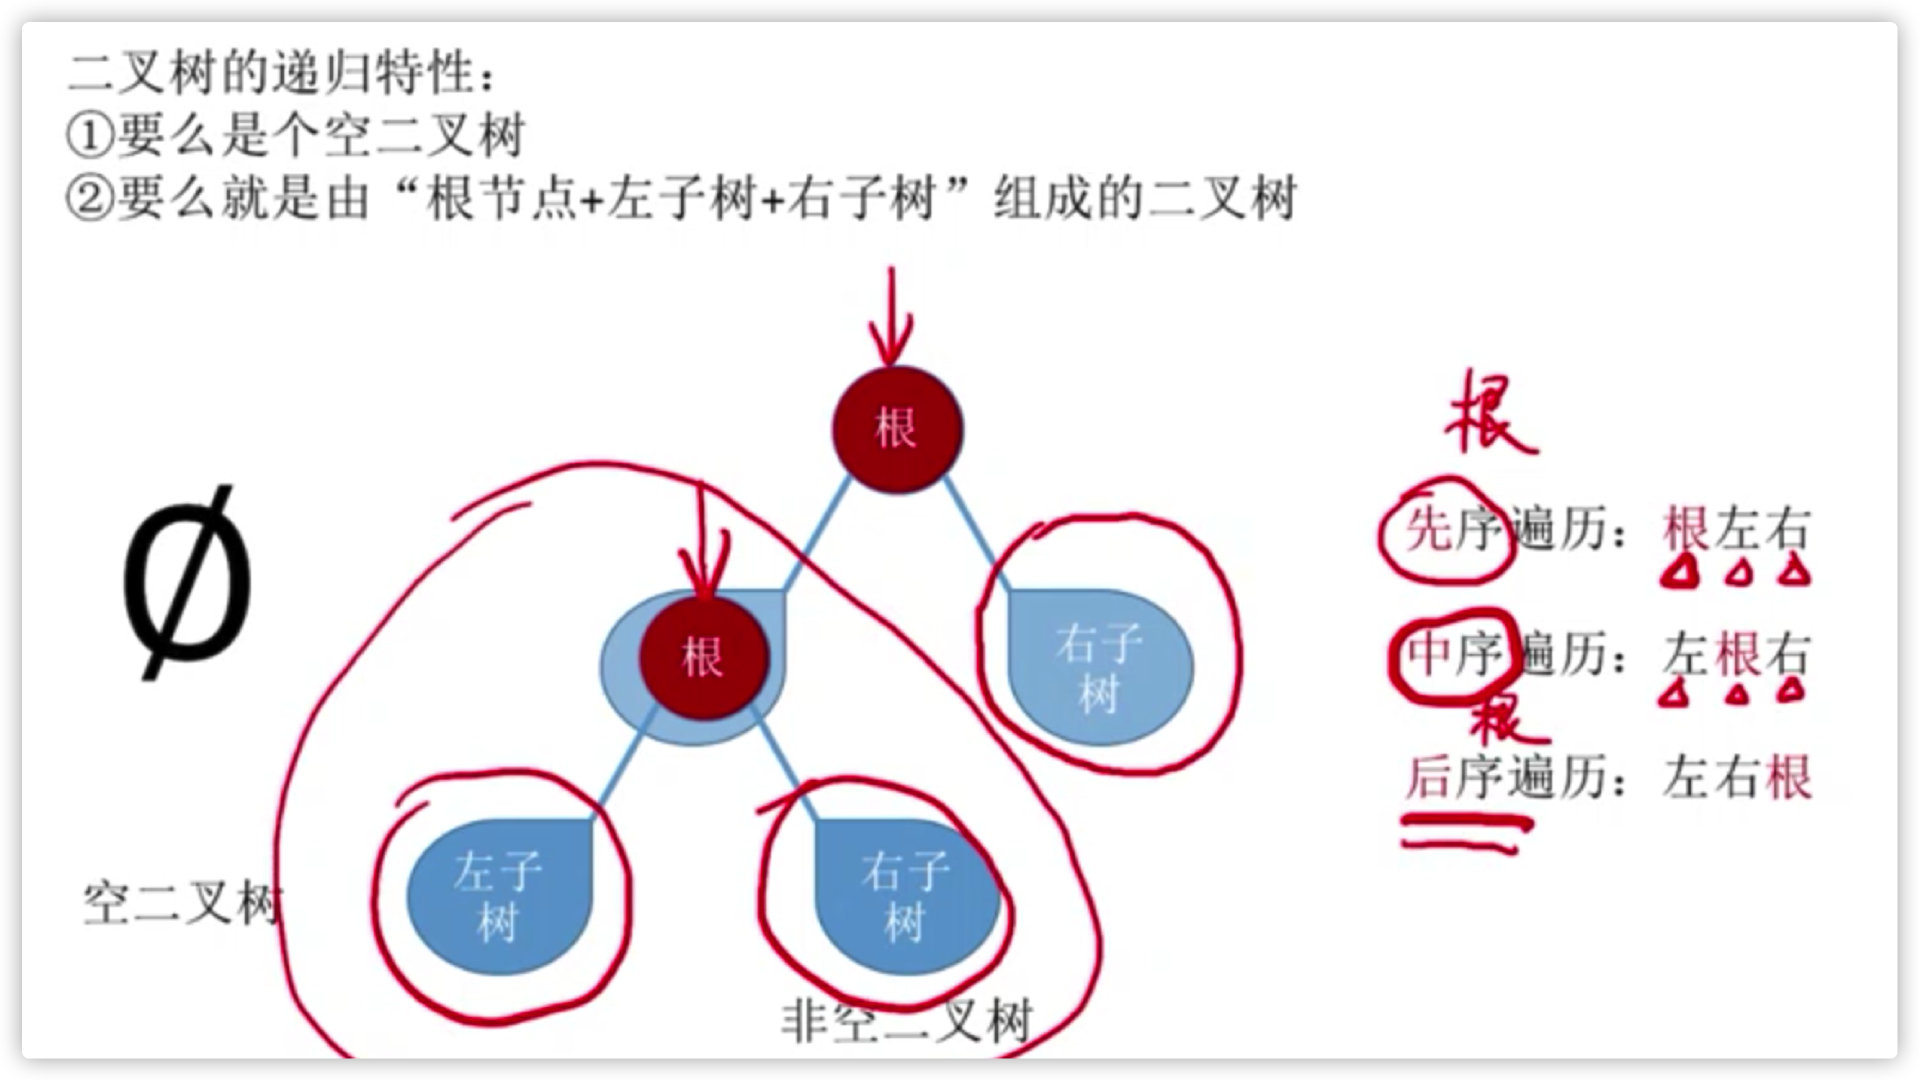 二叉树的递归特性：
①要么是个空二叉树
②要么就是由“根节点+左子树+右子树”组成的二叉树
根
根
右子
树
左子
树
右子
树
∅
空二叉树
非空二叉树
根
先序遍历：根左右
中序遍历：左根右
根
后序遍历：左右根